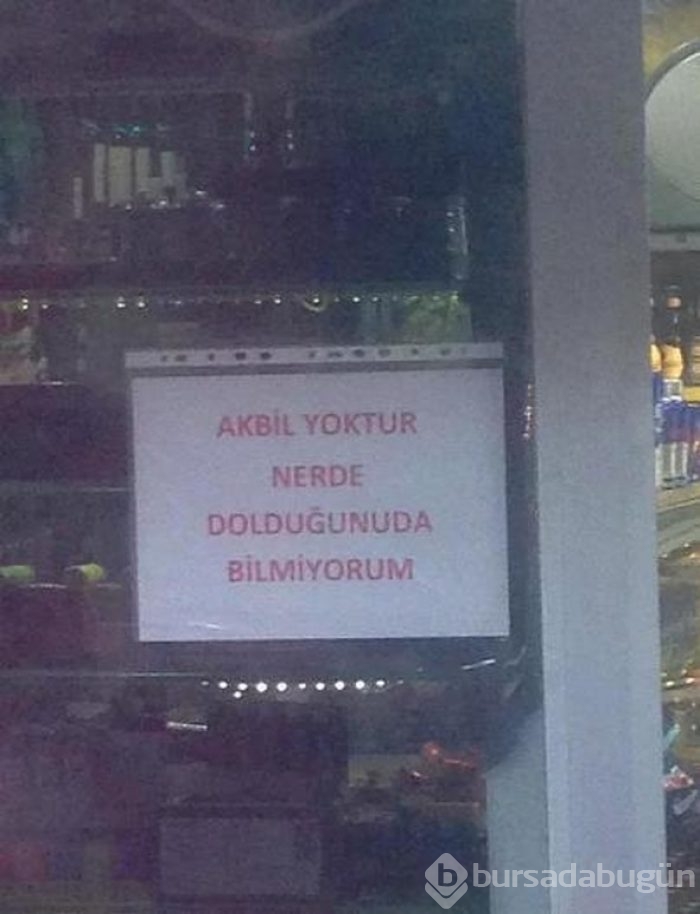 AKBİL YOKTUR
NERDE
DOLDUĞUNUDA
BİLMİYORUM
b bursadabugün